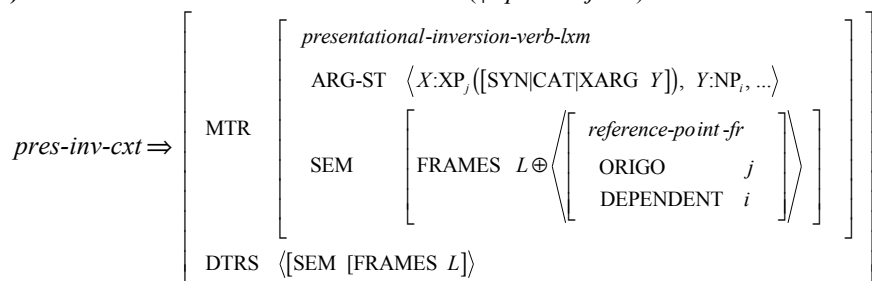 pres-inv-cxt ⇒
presentational-inversion-verb-lxm
ARG-ST ⟨X:XPⱼ([SYN|CAT|XARG Y]), Y:NPᵢ, ...⟩
MTR
reference-point-fr
SEM [FRAMES L⊕⟨[ORIGO j
DEPENDENT i]⟩]
DTRS ⟨[SEM [FRAMES L]⟩